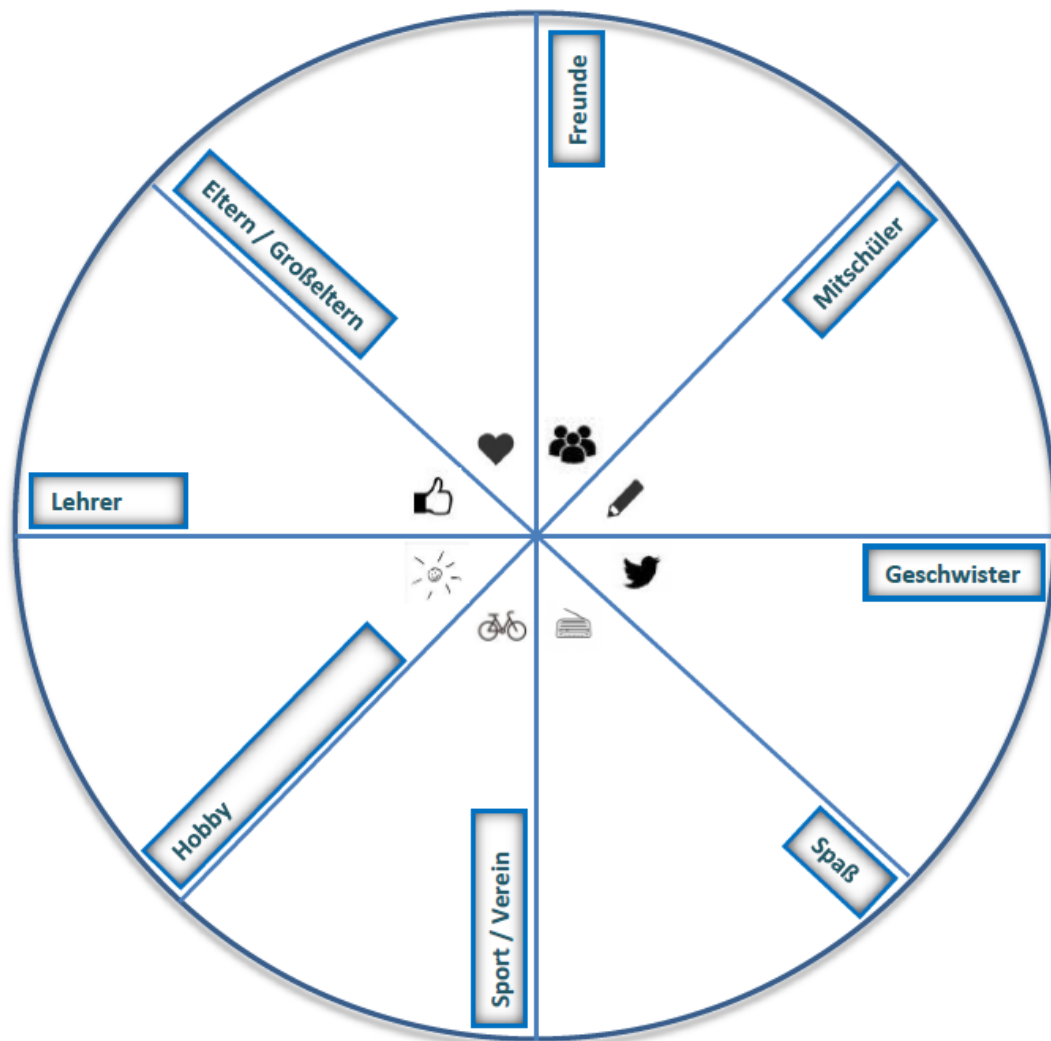 Freunde
Mitschüler
Geschwister
Spaß
Sport / Verein
Hobby
Lehrer
Eltern / Großeltern